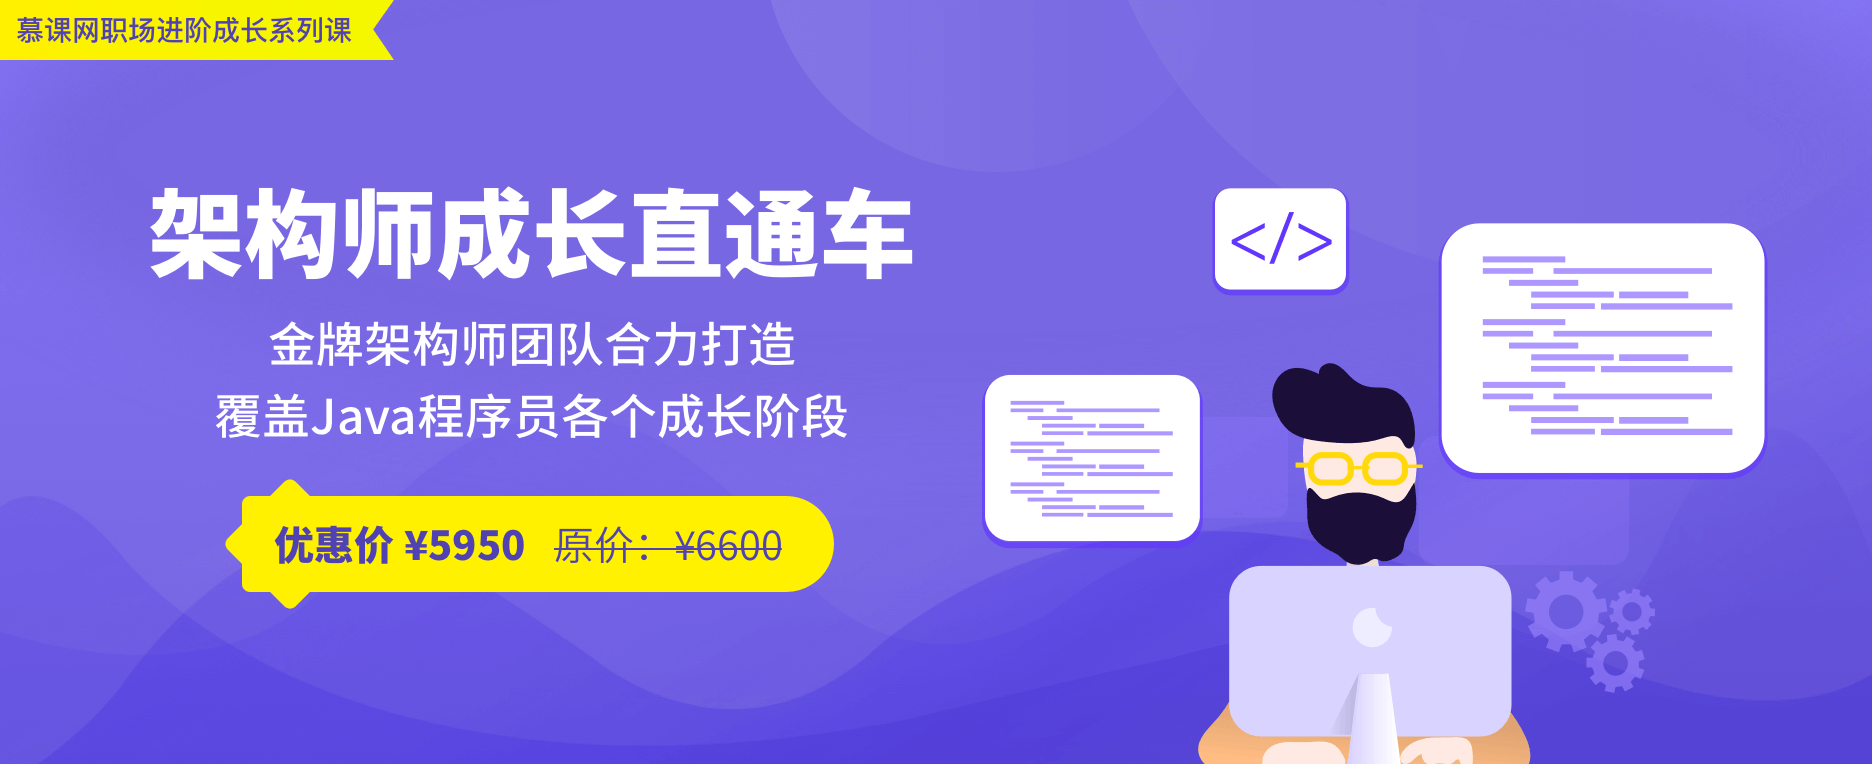 慕课网职场进阶成长系列课
架构师成长直通车
金牌架构师团队合力打造
覆盖Java程序员各个成长阶段
优惠价 ¥5950 原价：¥6600
</>